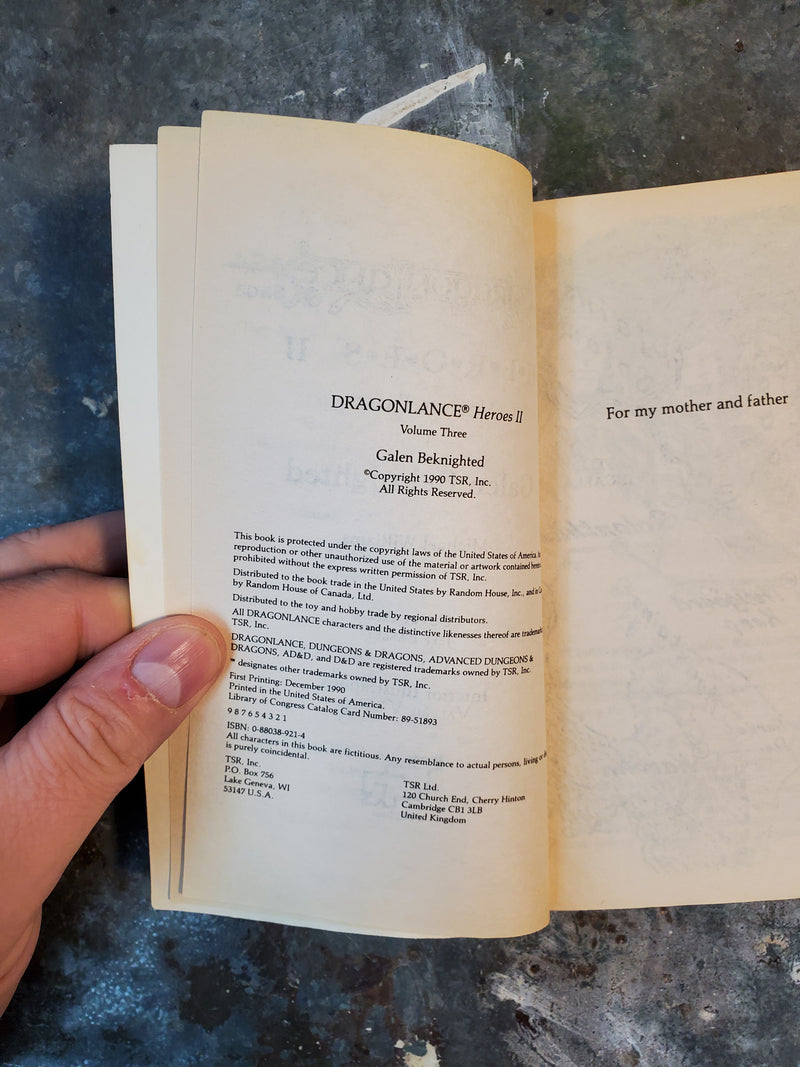 DRAGONLANCE® Heroes II
Volume Three
Galen Beknighted
©Copyright 1990 TSR, Inc.
All Rights Reserved.
This book is protected under the copyright laws of the United States of America.
reproduction or other unauthorized use of the material or artwork contained herein
prohibited without the express written permission of TSR, Inc.
Distributed to the book trade in the United States by Random House, Inc., and in
by Random House of Canada, Ltd.
Distributed to the toy and hobby trade by regional distributors.
All DRAGONLANCE characters and the distinctive likenesses thereof are
TSR, Inc.
DRAGONLANCE, DUNGEONS & DRAGONS, ADVANCED DUNGEONS &
DRAGONS, AD&D, and D&D are registered trademarks owned by TSR, Inc.
™ designates other trademarks owned by TSR, Inc.
First Printing: December 1990
Printed in the United States of America.
Library of Congress Catalog Card Number: 89-51893
9 8 7 6 5 4 3 2 1
ISBN: 0-88038-921-4
All characters in this book are fictitious. Any resemblance to actual persons, living or
is purely coincidental.
TSR, Inc.
P.O. Box 756
Lake Geneva, WI
53147 U.S.A.
TSR Ltd.
120 Church End, Cherry Hinton
Cambridge CB1 3LB
United Kingdom
For my mother and father